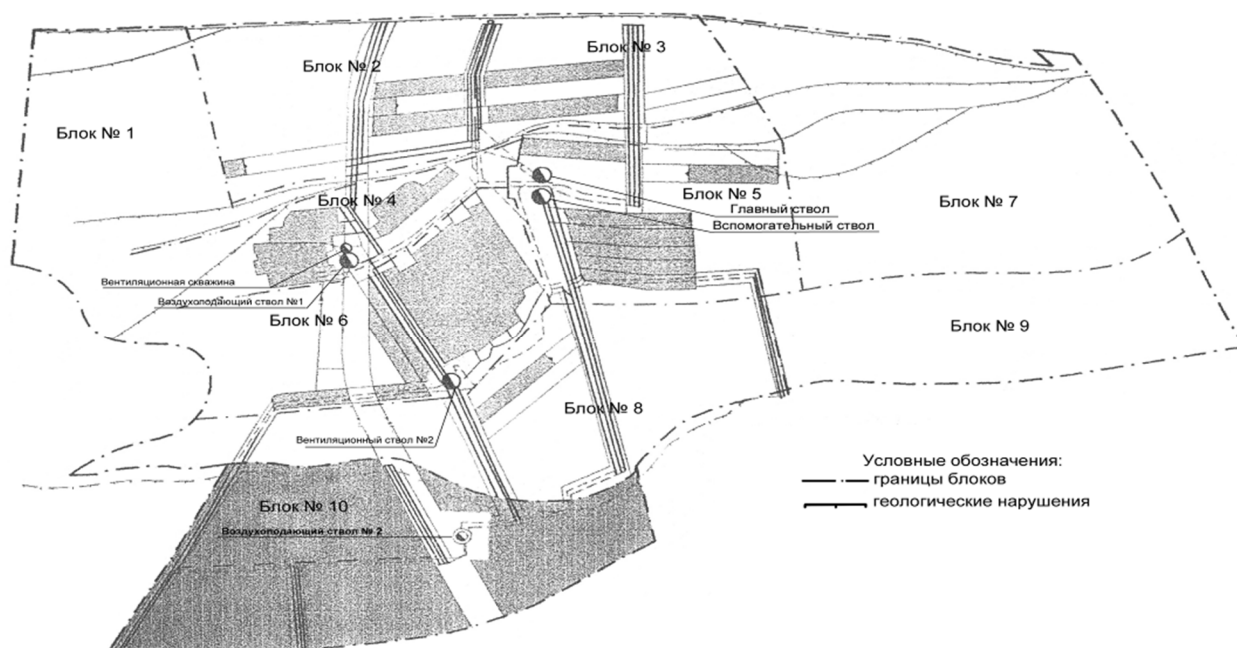 Блок № 3
Блок № 2
Блок № 1
Блок № 5
Блок № 4
Блок № 7
Главный ствол
Вспомогательный ствол
Вентиляционная скважина
Воздухоподающий ствол №1
Блок № 6
Блок № 9
Блок № 8
Вентиляционный ствол №2
Условные обозначения:
границы блоков
геологические нарушения
Блок № 10
Воздухоподающий ствол № 2